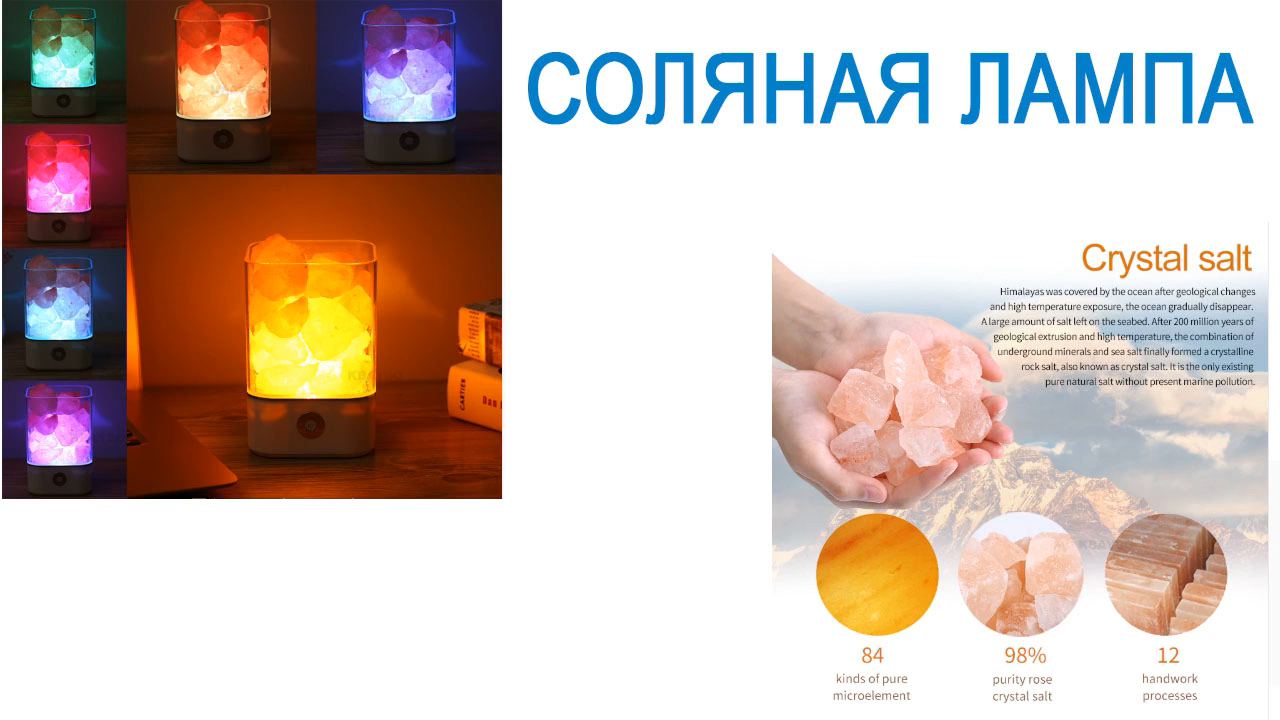 СОЛЯНАЯ ЛАМПА
Crystal salt
Himalayas was covered by the ocean after geological changes
and high temperature exposure, the ocean gradually disappear.
A large amount of salt left on the seabed. After 200 million years of
geological extrusion and high temperature, the combination of
underground minerals and sea salt finally formed a crystalline
rock salt, also known as crystal salt. It is the only existing
pure natural salt without present marine pollution.
CARTIER
84
kinds of pure
microelement
98%
purity rose
crystal salt
12
handwork
processes